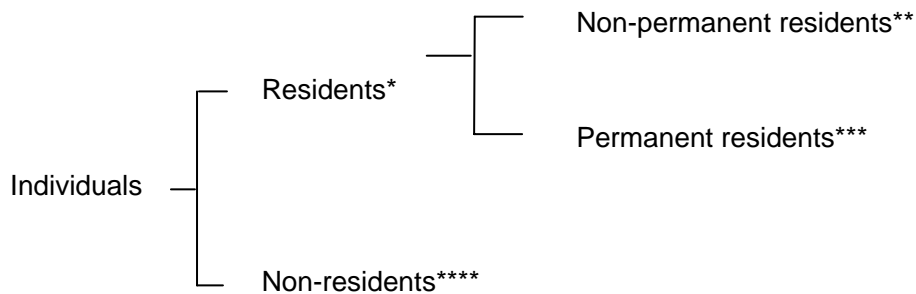 Non-permanent residents**
Residents*
Permanent residents***
Individuals
Non-residents****